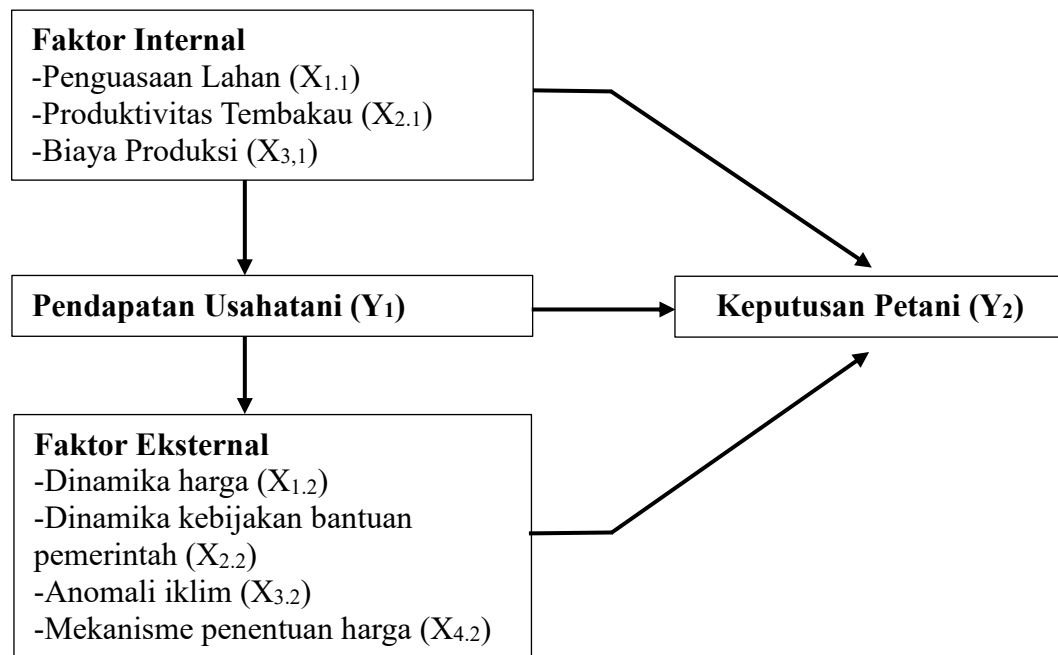 Faktor Internal
-Penguasaan Lahan (X₁.₁)
-Produktivitas Tembakau (X₂.₁)
-Biaya Produksi (X₃,₁)
Pendapatan Usahatani (Y₁)
Keputusan Petani (Y₂)
Faktor Eksternal
-Dinamika harga (X₁.₂)
-Dinamika kebijakan bantuan
pemerintah (X₂.₂)
-Anomali iklim (X₃.₂)
-Mekanisme penentuan harga (X₄.₂)